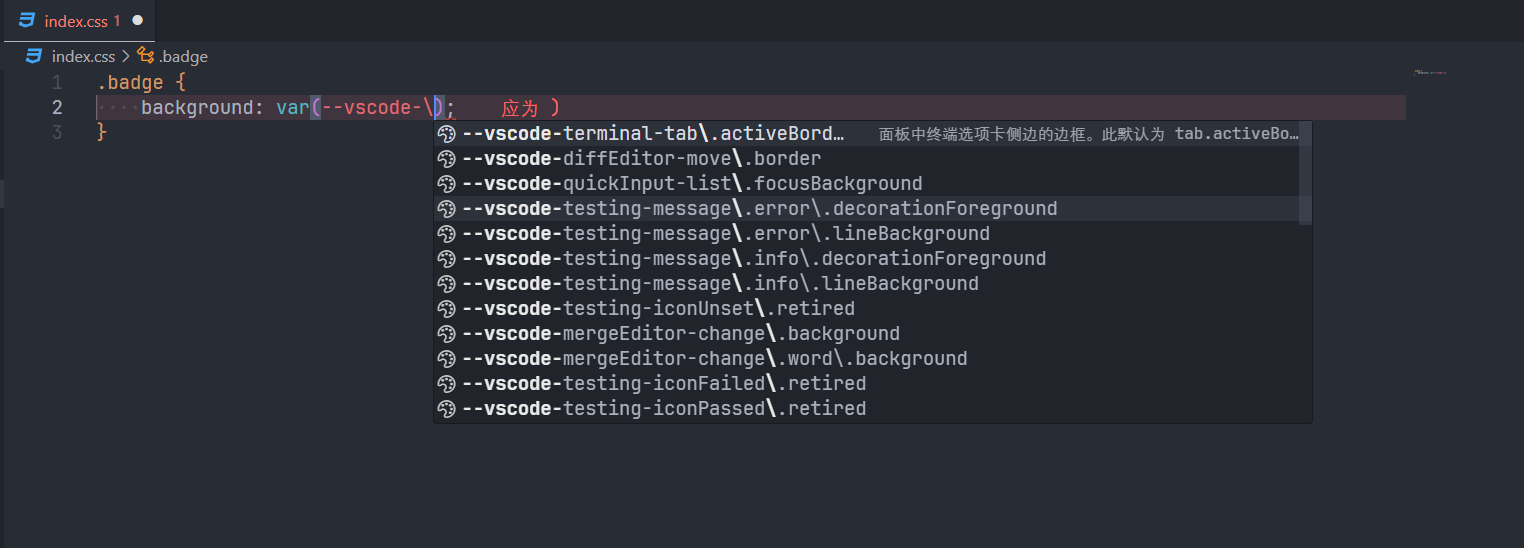 index.css 1
index.css > .badge
1 .badge {
2 ····background: var(--vscode-\); 应为 )
3 }
--vscode-terminal-tab\.activeBord… 面板中终端选项卡侧边的边框。此默认为 tab.activeBo…
--vscode-diffEditor-move\.border
--vscode-quickInput-list\.focusBackground
--vscode-testing-message\.error\.decorationForeground
--vscode-testing-message\.error\.lineBackground
--vscode-testing-message\.info\.decorationForeground
--vscode-testing-message\.info\.lineBackground
--vscode-testing-iconUnset\.retired
--vscode-mergeEditor-change\.background
--vscode-mergeEditor-change\.word\.background
--vscode-testing-iconFailed\.retired
--vscode-testing-iconPassed\.retired